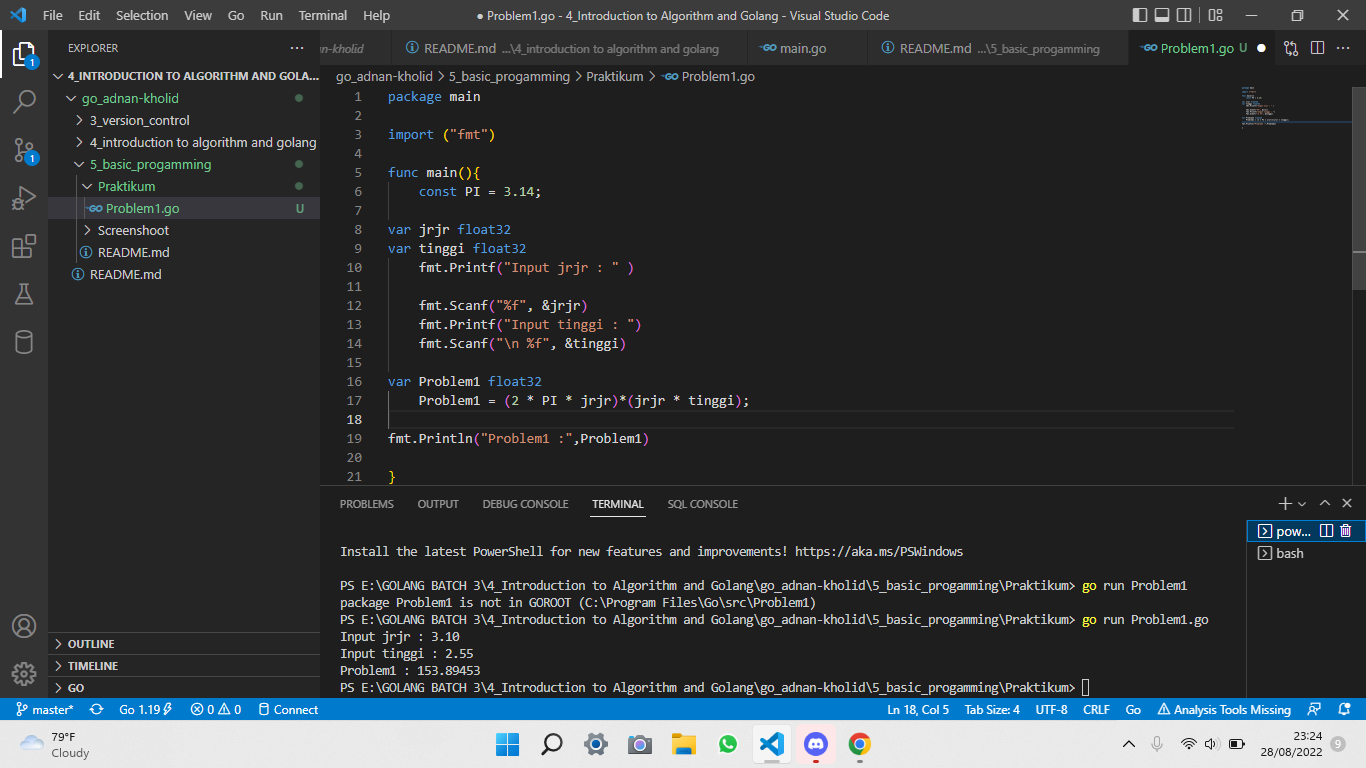 File Edit Selection View Go Run Terminal Help
● Problem1.go - 4_Introduction to Algorithm and Golang - Visual Studio Code
EXPLORER
4_INTRODUCTION TO ALGORITHM AND GOLA...
go_adnan-kholid
3_version_control
4_introduction to algorithm and golang
5_basic_progamming
Praktikum
Problem1.go U
Screenshoot
README.md
README.md
OUTLINE
TIMELINE
GO
an-kholid
README.md ...\4_introduction to algorithm and golang
main.go
README.md ...\5_basic_progamming
Problem1.go U
go_adnan-kholid > 5_basic_progamming > Praktikum > Problem1.go
1 package main
2
3 import ("fmt")
4
5 func main(){
6 const PI = 3.14;
7
8 var jrjr float32
9 var tinggi float32
10 fmt.Printf("Input jrjr : " )
11
12 fmt.Scanf("%f", &jrjr)
13 fmt.Printf("Input tinggi : ")
14 fmt.Scanf("\n %f", &tinggi)
15
16 var Problem1 float32
17 Problem1 = (2 * PI * jrjr)*(jrjr * tinggi);
18
19 fmt.Println("Problem1 :",Problem1)
20
21 }
PROBLEMS OUTPUT DEBUG CONSOLE TERMINAL SQL CONSOLE
Install the latest PowerShell for new features and improvements! https://aka.ms/PSWindows
PS E:\GOLANG BATCH 3\4_Introduction to Algorithm and Golang\go_adnan-kholid\5_basic_progamming\Praktikum> go run Problem1
package Problem1 is not in GOROOT (C:\Program Files\Go\src\Problem1)
PS E:\GOLANG BATCH 3\4_Introduction to Algorithm and Golang\go_adnan-kholid\5_basic_progamming\Praktikum> go run Problem1.go
Input jrjr : 3.10
Input tinggi : 2.55
Problem1 : 153.89453
PS E:\GOLANG BATCH 3\4_Introduction to Algorithm and Golang\go_adnan-kholid\5_basic_progamming\Praktikum>
pow...
bash
1
1
master* Go 1.19 0 0 Connect
Ln 18, Col 5 Tab Size: 4 UTF-8 CRLF Go Analysis Tools Missing
79°F
Cloudy
23:24
28/08/2022
9